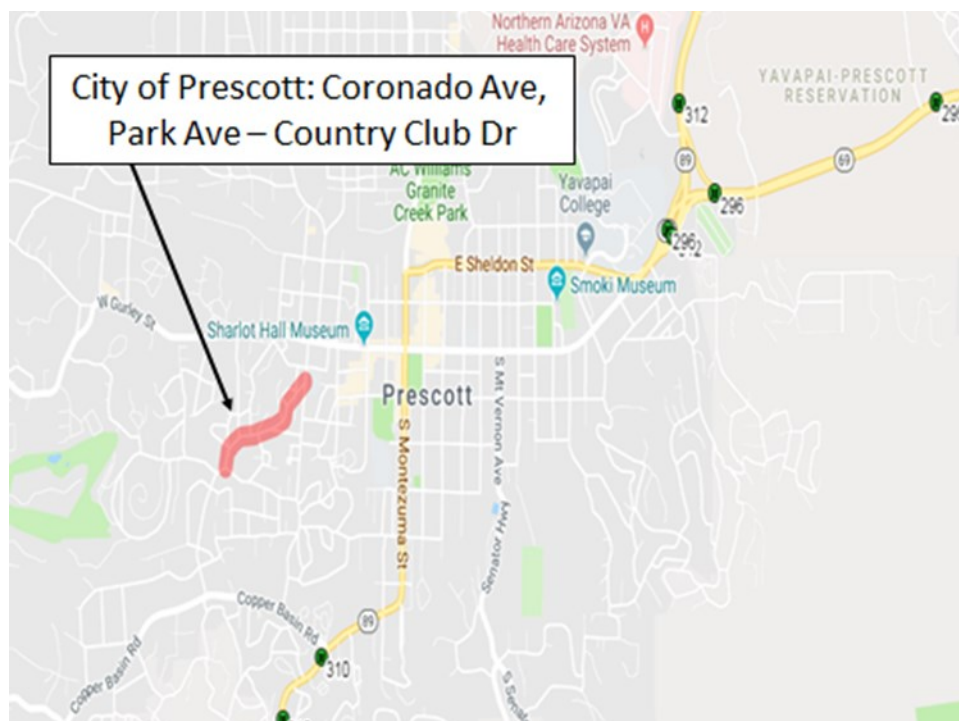 Northern Arizona VA
Health Care System
YAVAPAI-PRESCOTT
RESERVATION
City of Prescott: Coronado Ave,
Park Ave – Country Club Dr
312
89
69
296
AC Williams
Granite
Creek Park
Yavapai
College
296
E Sheldon St
Smoki Museum
W Gurley St
Sharlot Hall Museum
Prescott
S Mt Vernon Ave
S Montezuma St
Senator Hwy
Copper Basin Rd
89
310
Copper Basin Rd